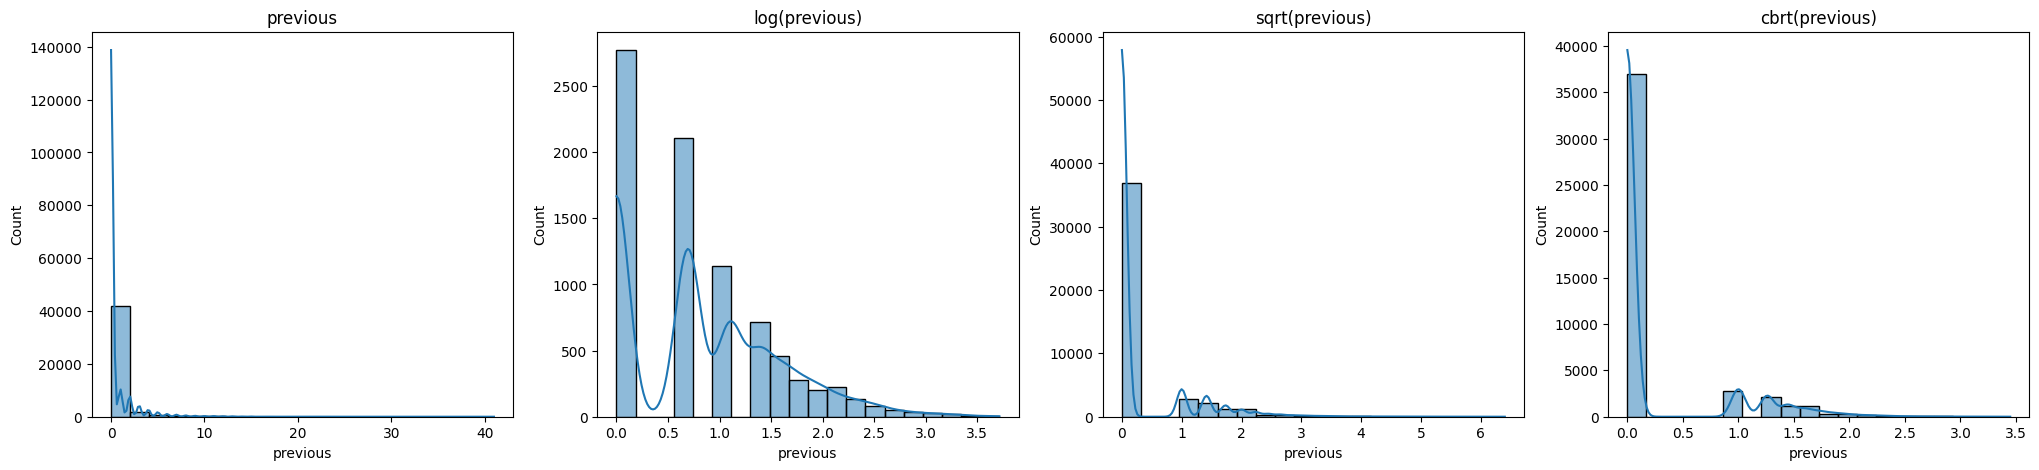 previous
140000
120000
100000
80000
60000
40000
20000
0
Count
0 10 20 30 40
previous
log(previous)
2500
2000
1500
1000
500
0
Count
0.0 0.5 1.0 1.5 2.0 2.5 3.0 3.5
previous
sqrt(previous)
60000
50000
40000
30000
20000
10000
0
Count
0 1 2 3 4 5 6
previous
cbrt(previous)
40000
35000
30000
25000
20000
15000
10000
5000
0
Count
0.0 0.5 1.0 1.5 2.0 2.5 3.0 3.5
previous